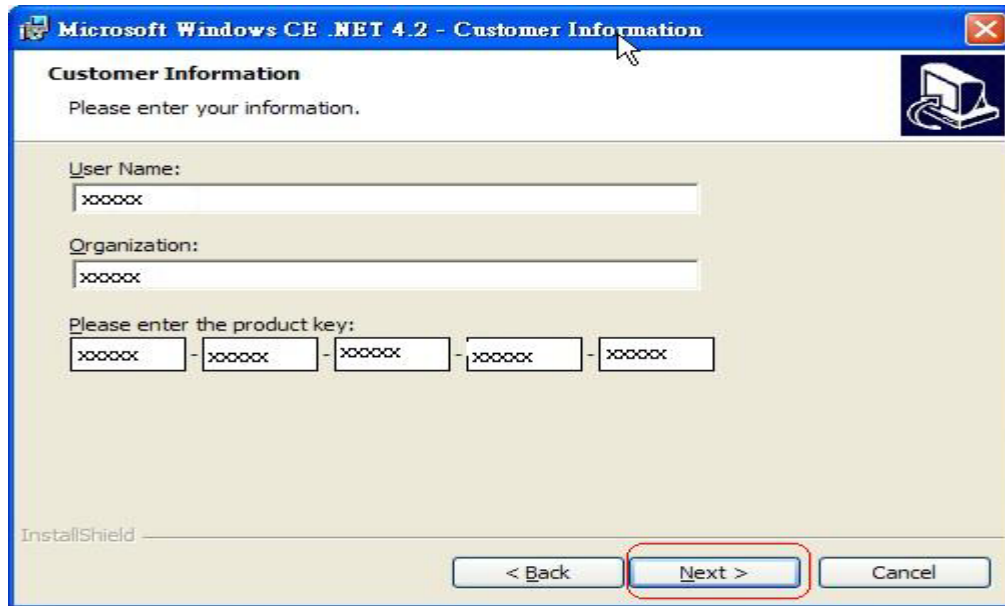 Microsoft Windows CE .NET 4.2 - Customer Information
Customer Information
Please enter your information.
User Name:
xxxxx
Organization:
xxxxx
Please enter the product key:
xxxxx - xxxxx - xxxxx - xxxxx - xxxxx
InstallShield
< Back Next > Cancel